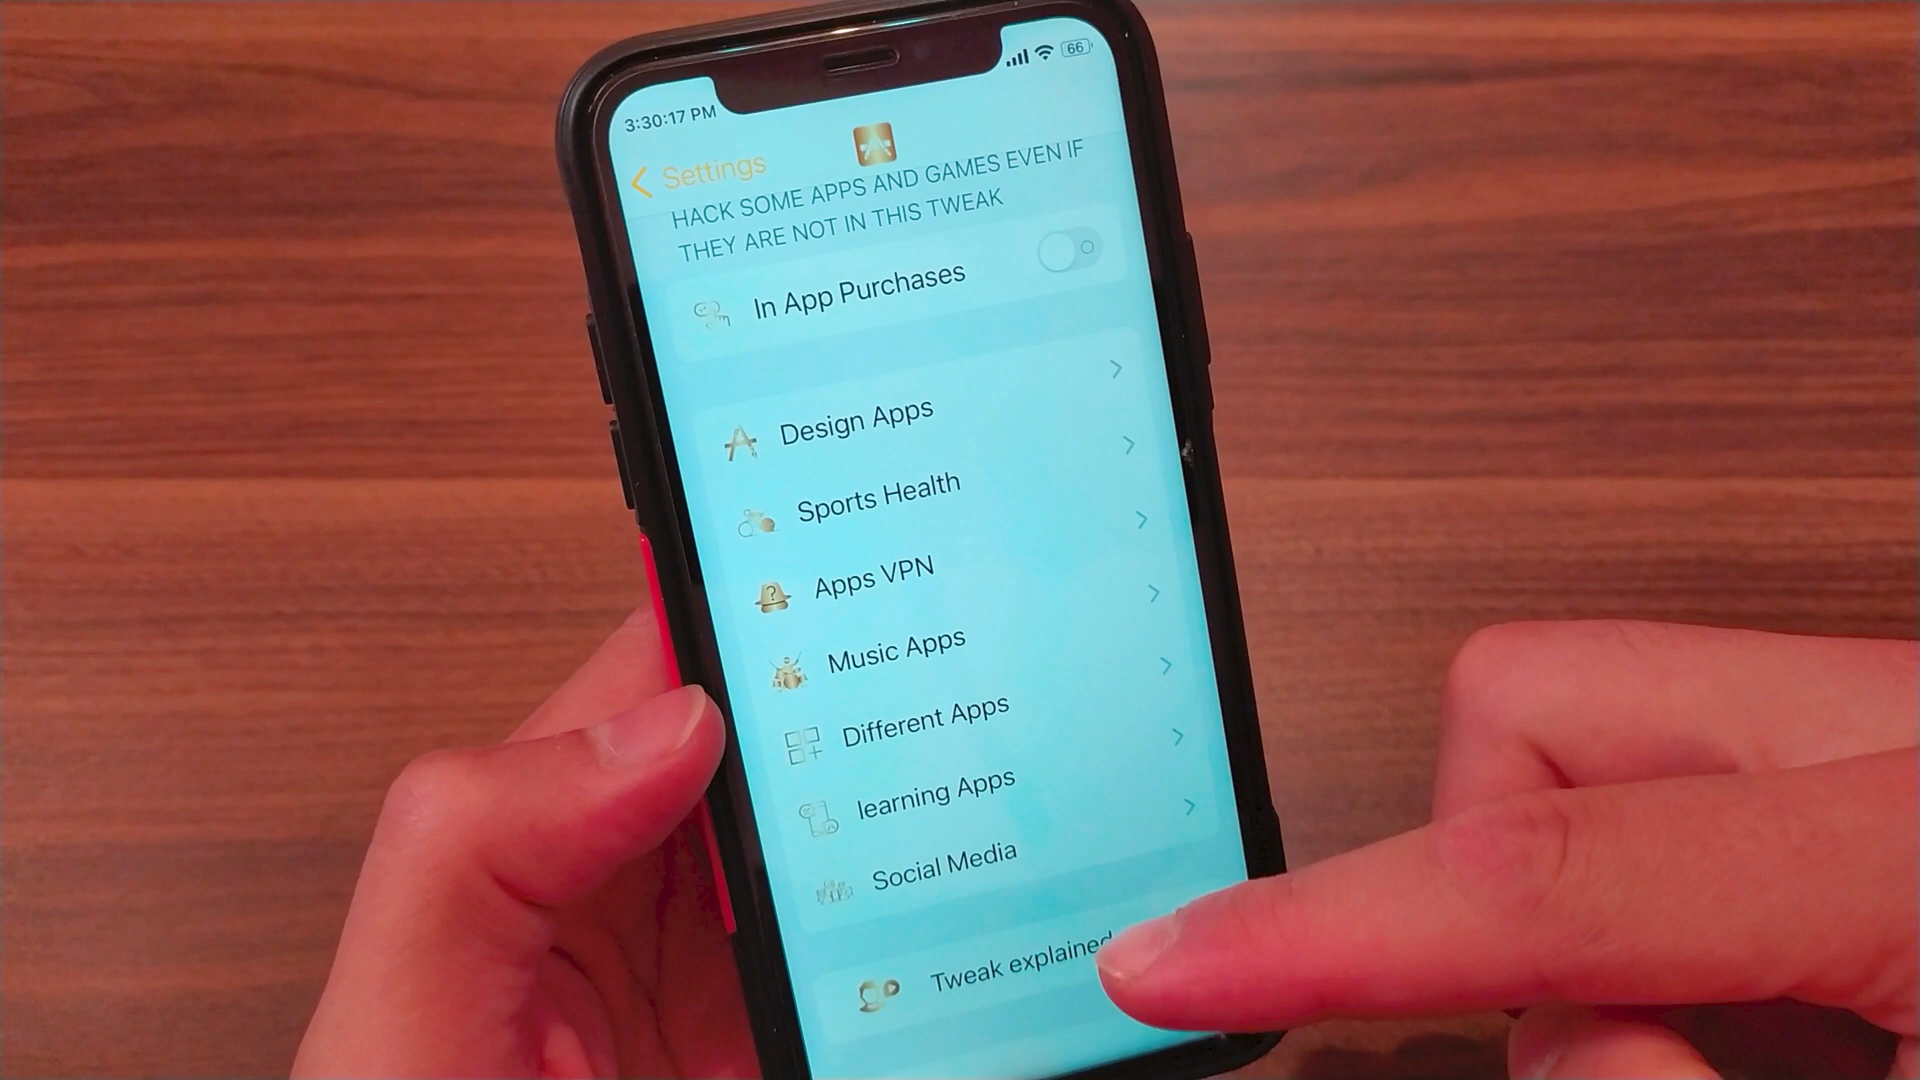 3:30:17 PM
66
Settings
HACK SOME APPS AND GAMES EVEN IF
THEY ARE NOT IN THIS TWEAK
In App Purchases
Design Apps
Sports Health
Apps VPN
Music Apps
Different Apps
learning Apps
Social Media
Tweak explained